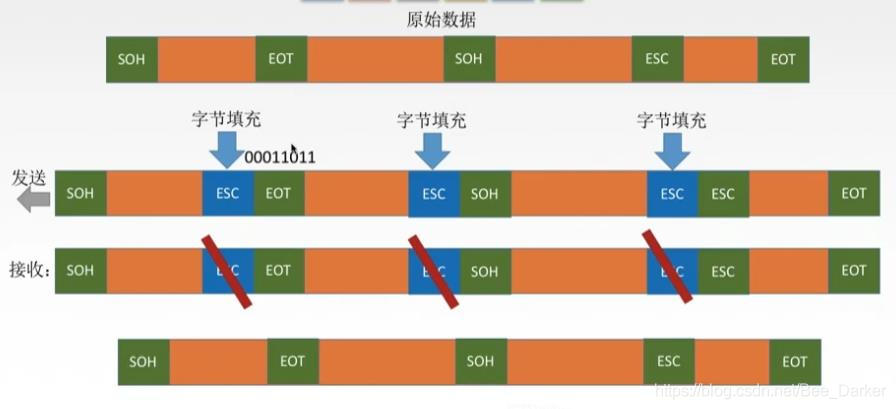 原始数据
SOH EOT SOH ESC EOT
字节填充 字节填充 字节填充
00011011
发送
SOH ESC EOT ESC SOH ESC ESC EOT
接收: SOH ESC EOT ESC SOH ESC ESC EOT
SOH EOT SOH ESC EOT
https://blog.csdn.net/Bee_Darker